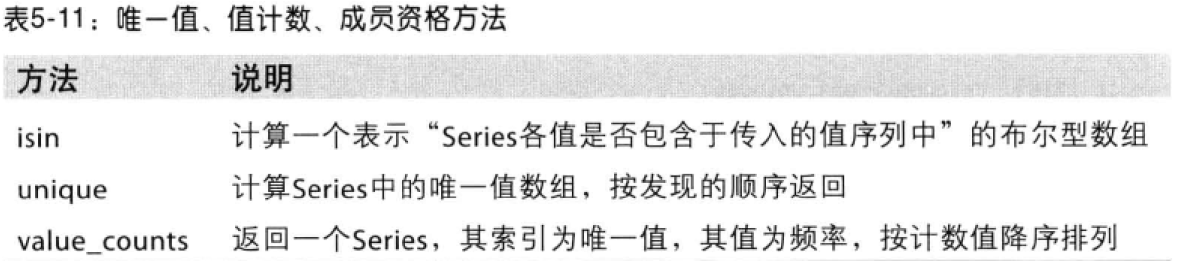 表5-11：唯一值、值计数、成员资格方法
方法 说明
isin 计算一个表示“Series各值是否包含于传入的值序列中”的布尔型数组
unique 计算Series中的唯一值数组，按发现的顺序返回
value_counts 返回一个Series，其索引为唯一值，其值为频率，按计数值降序排列